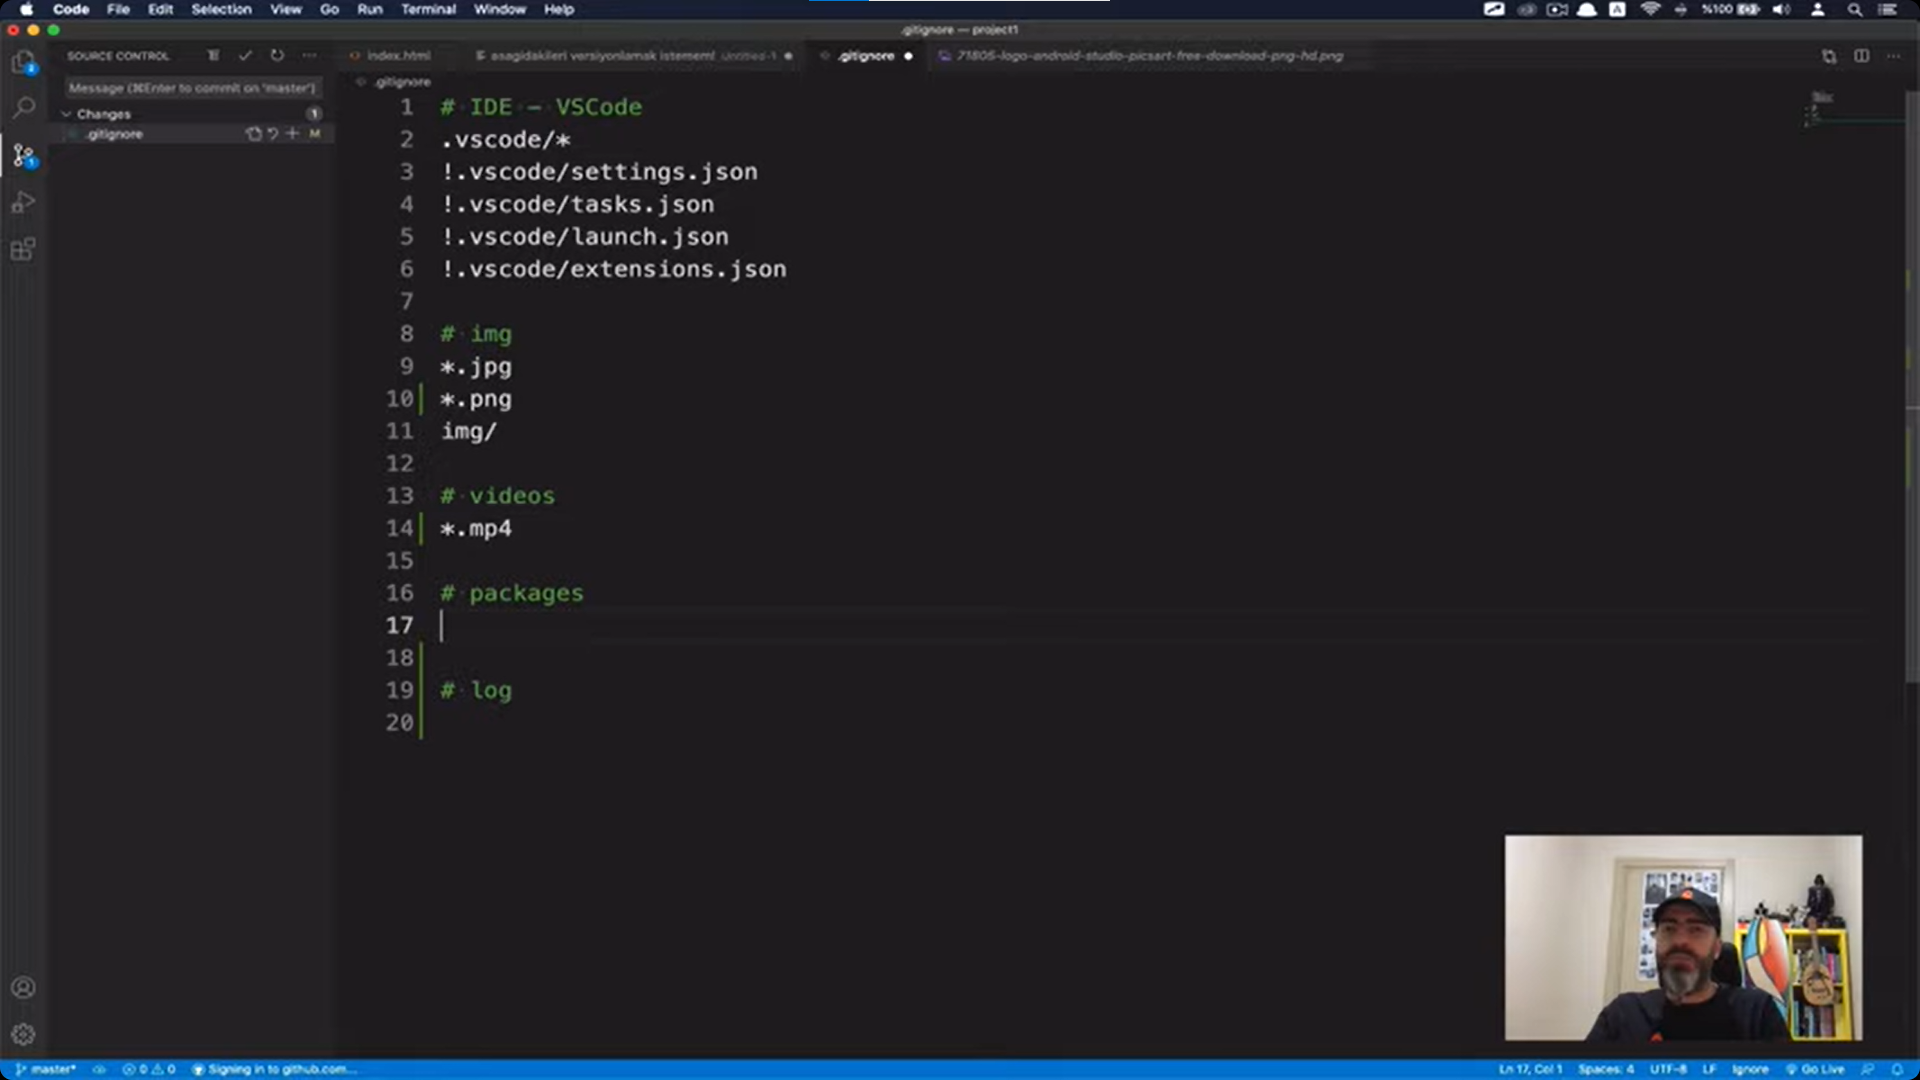 Code File Edit Selection View Go Run Terminal Window Help
%100
.gitignore — project1
SOURCE CONTROL
index.html
asagidakileri versiyonlamak istememl Untitled-1
.gitignore
71805-logo-android-studio-picsart-free-download-png-hd.png
Message (⌘Enter to commit on 'master')
.gitignore
Changes 1
.gitignore M
1 # IDE – VSCode
2 .vscode/*
3 !.vscode/settings.json
4 !.vscode/tasks.json
5 !.vscode/launch.json
6 !.vscode/extensions.json
7
8 # img
9 *.jpg
10 *.png
11 img/
12
13 # videos
14 *.mp4
15
16 # packages
17
18
19 # log
20
master* 0 0 Signing in to github.com...
Ln 17, Col 1 Spaces: 4 UTF-8 LF Ignore Go Live